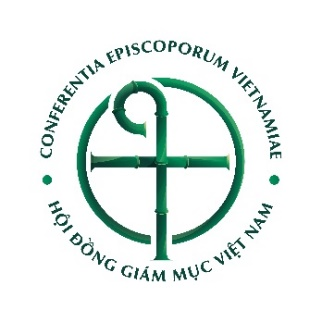 CONFERENTIA EPISCOPORUM VIETNAMIAE
HỘI ĐỒNG GIÁM MỤC VIỆT NAM